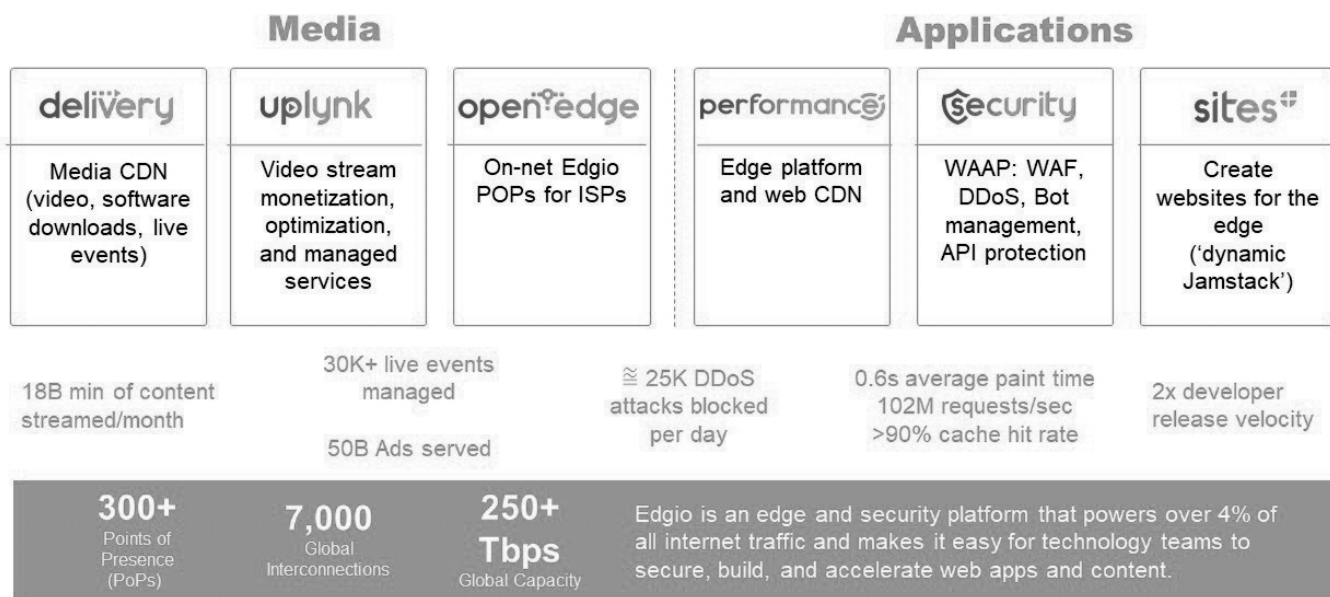 Media
Applications
delivery
Media CDN
(video, software
downloads, live
events)
uplynk
Video stream
monetization,
optimization,
and managed
services
open edge
On-net Edgio
POPs for ISPs
performance
Edge platform
and web CDN
security
WAAP: WAF,
DDoS, Bot
management,
API protection
sites
Create
websites for the
edge
(‘dynamic
Jamstack’)
18B min of content
streamed/month
30K+ live events
managed
50B Ads served
≅ 25K DDoS
attacks blocked
per day
0.6s average paint time
102M requests/sec
>90% cache hit rate
2x developer
release velocity
300+
Points of
Presence
(PoPs)
7,000
Global
Interconnections
250+
Tbps
Global Capacity
Edgio is an edge and security platform that powers over 4% of
all internet traffic and makes it easy for technology teams to
secure, build, and accelerate web apps and content.